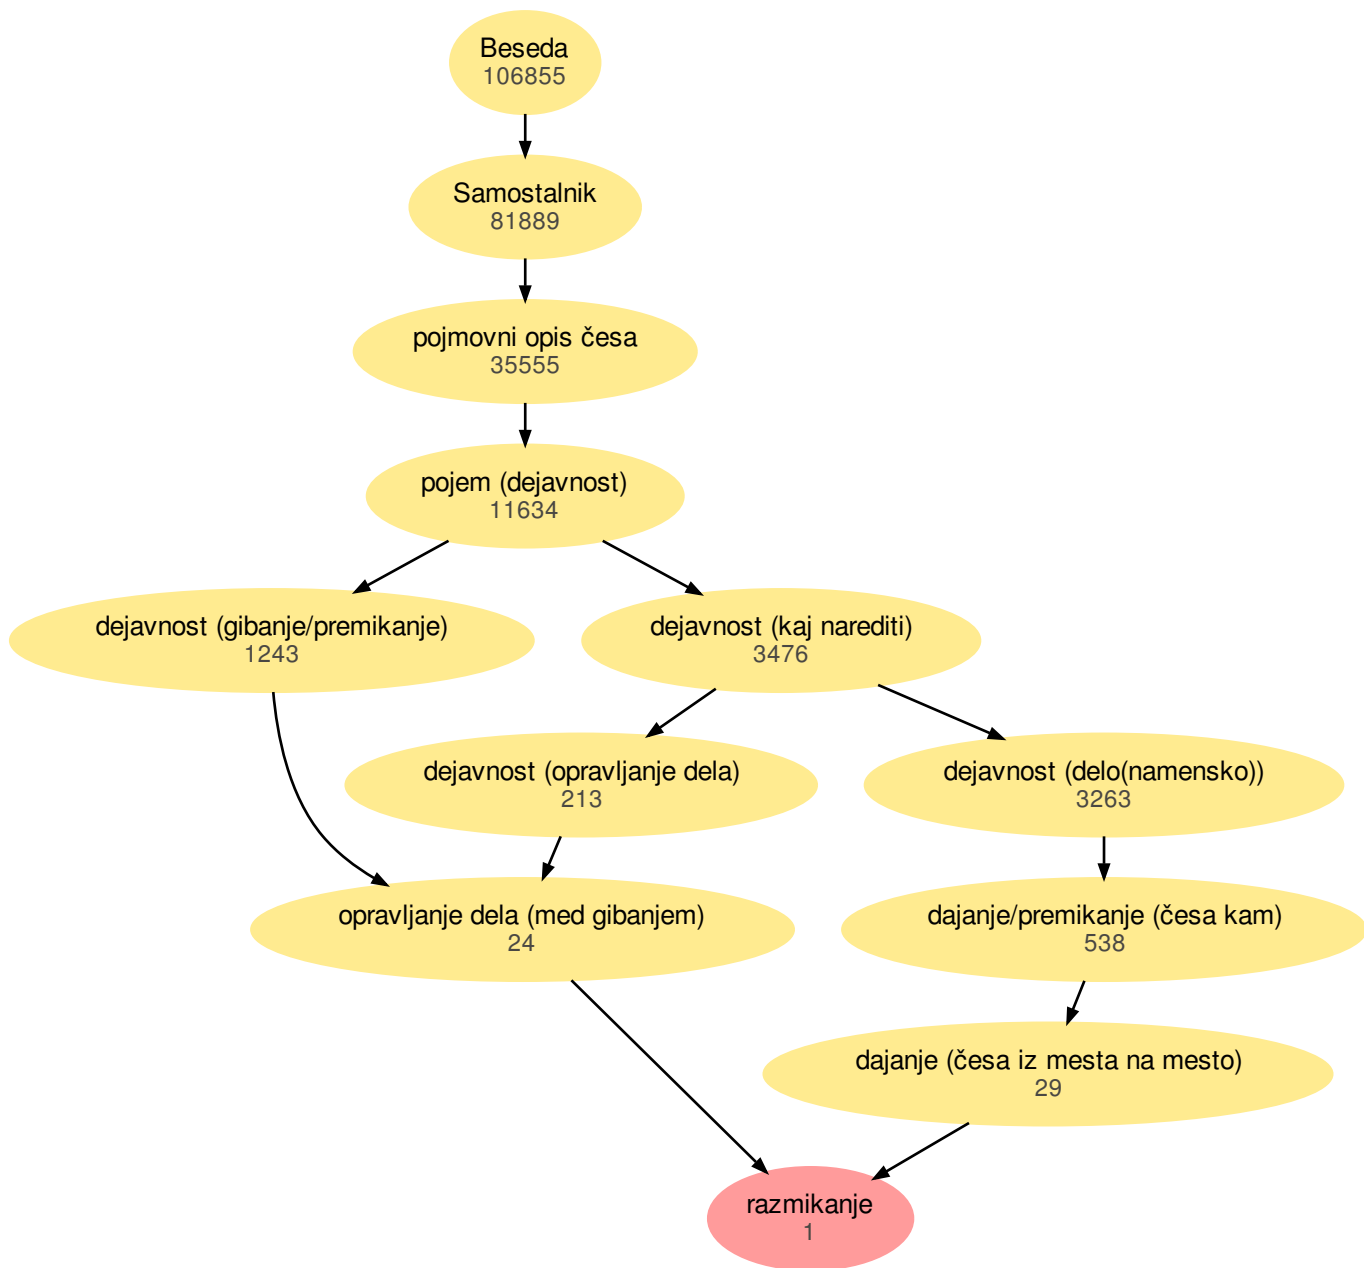 Beseda
106855
Samostalnik
81889
pojmovni opis česa
35555
pojem (dejavnost)
11634
dejavnost (gibanje/premikanje)
1243
dejavnost (kaj narediti)
3476
dejavnost (opravljanje dela)
213
dejavnost (delo(namensko))
3263
opravljanje dela (med gibanjem)
24
dajanje/premikanje (česa kam)
538
dajanje (česa iz mesta na mesto)
29
razmikanje
1